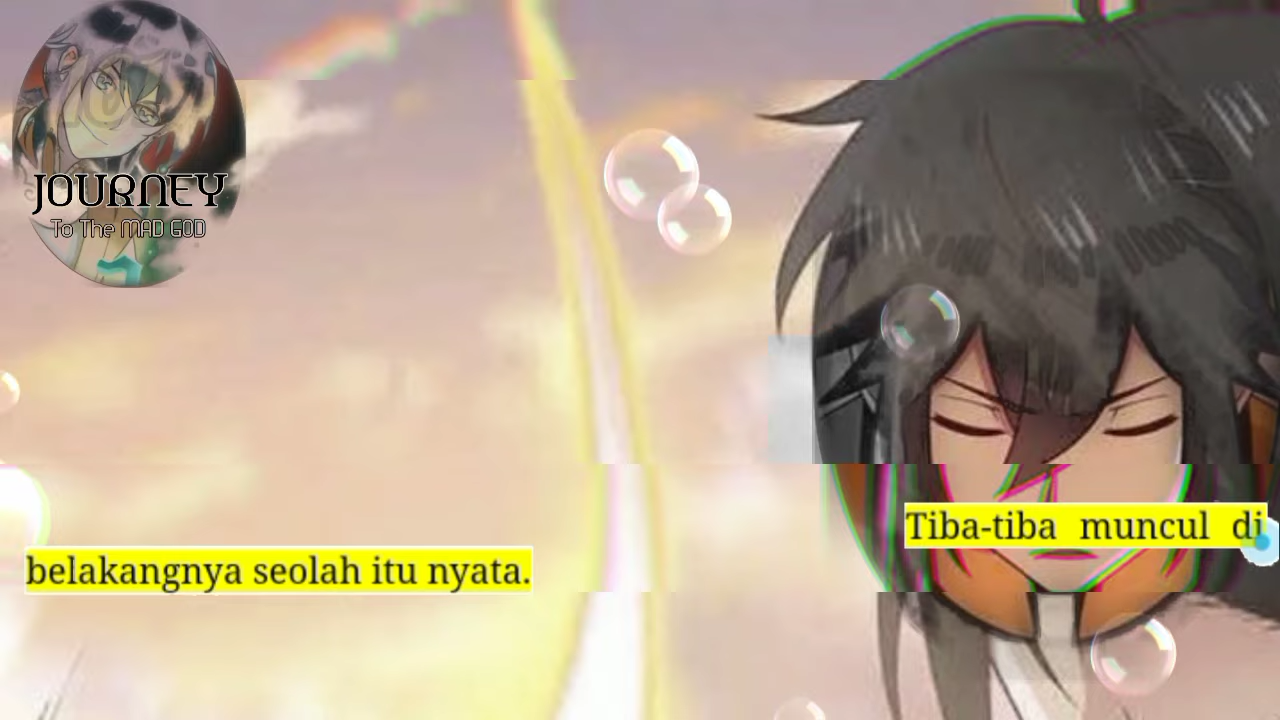 JOURNEY
To The MAD GOD
Tiba-tiba muncul di
belakangnya seolah itu nyata.